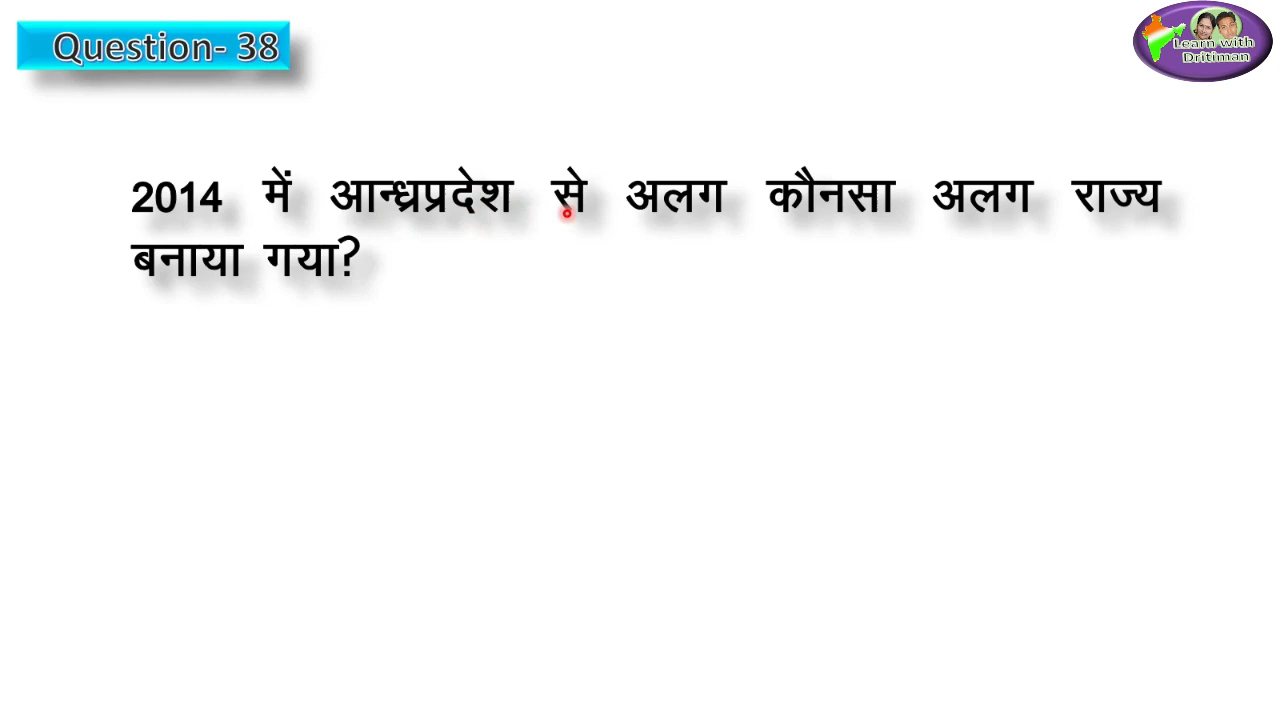 Question- 38
Learn with
Dritiman
2014 में आन्ध्रप्रदेश से अलग कौनसा अलग राज्य
बनाया गया?